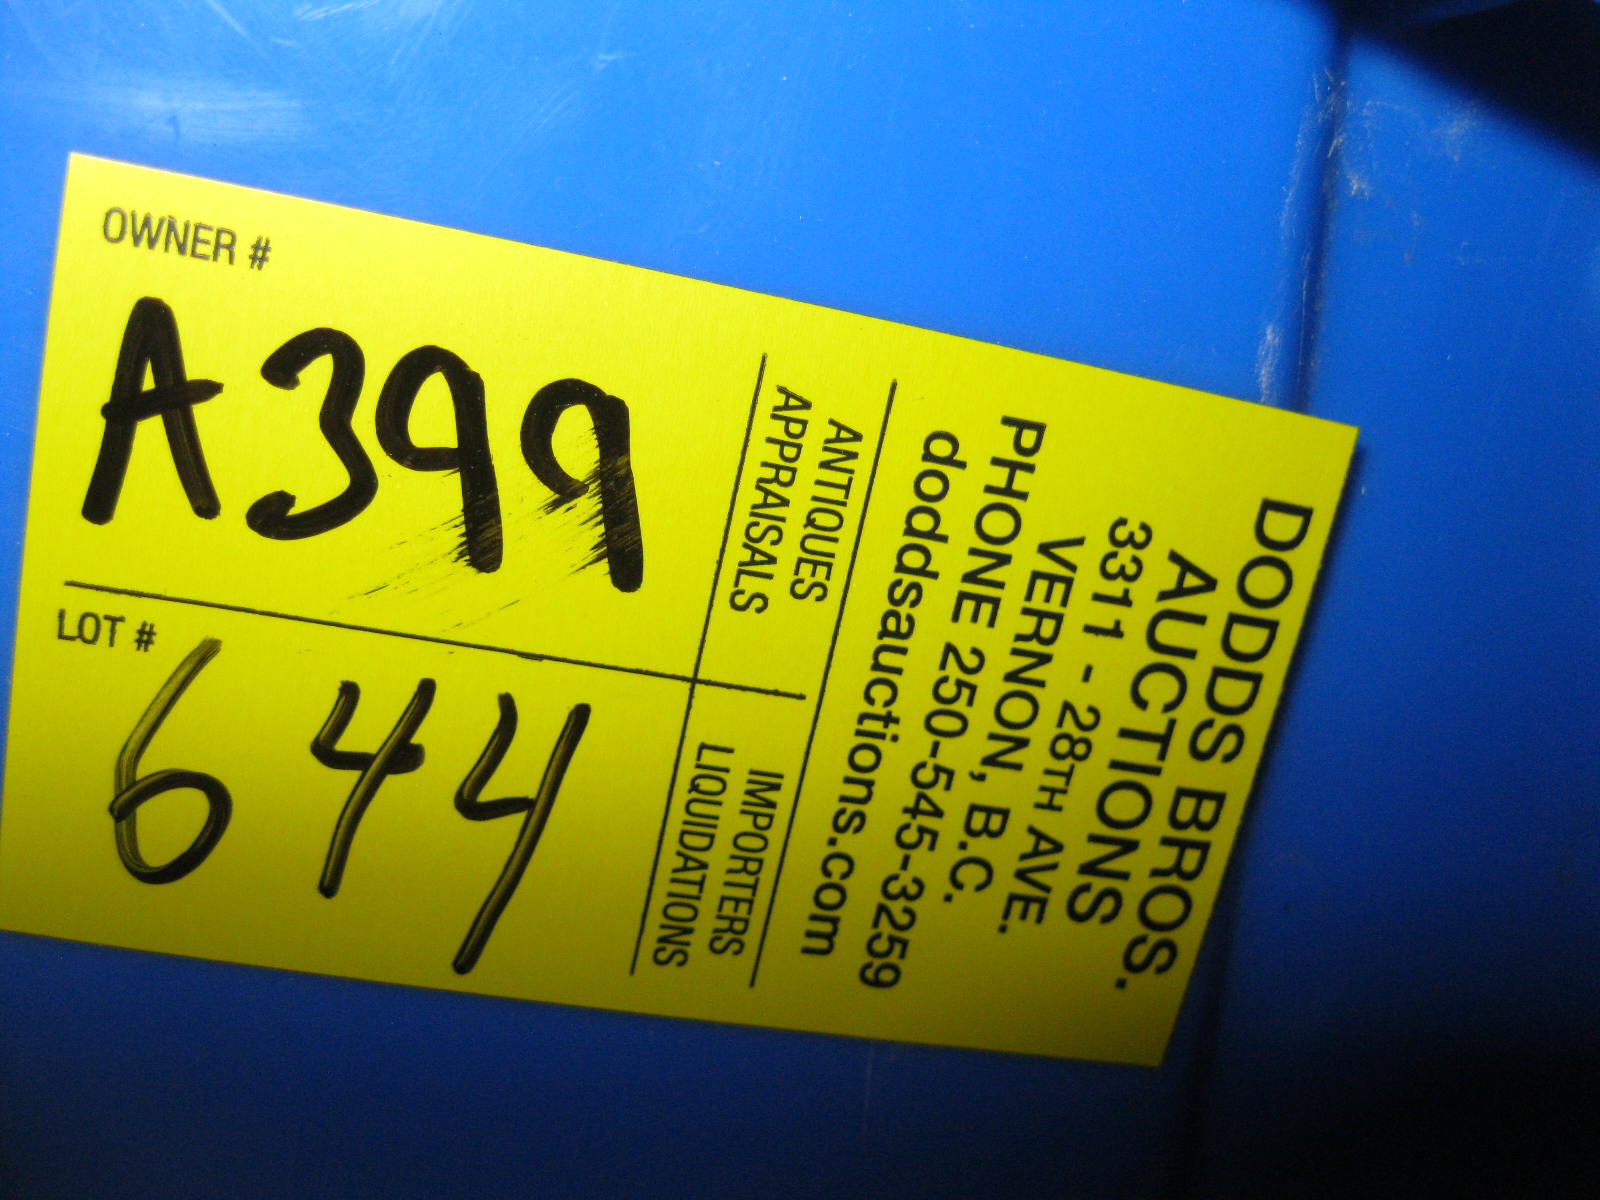 DODDS BROS.
AUCTIONS
3311 - 28TH AVE.
VERNON, B.C.
PHONE 250-545-3259
doddsauctions.com
ANTIQUES
APPRAISALS
IMPORTERS
LIQUIDATIONS
OWNER #
A399
LOT #
644